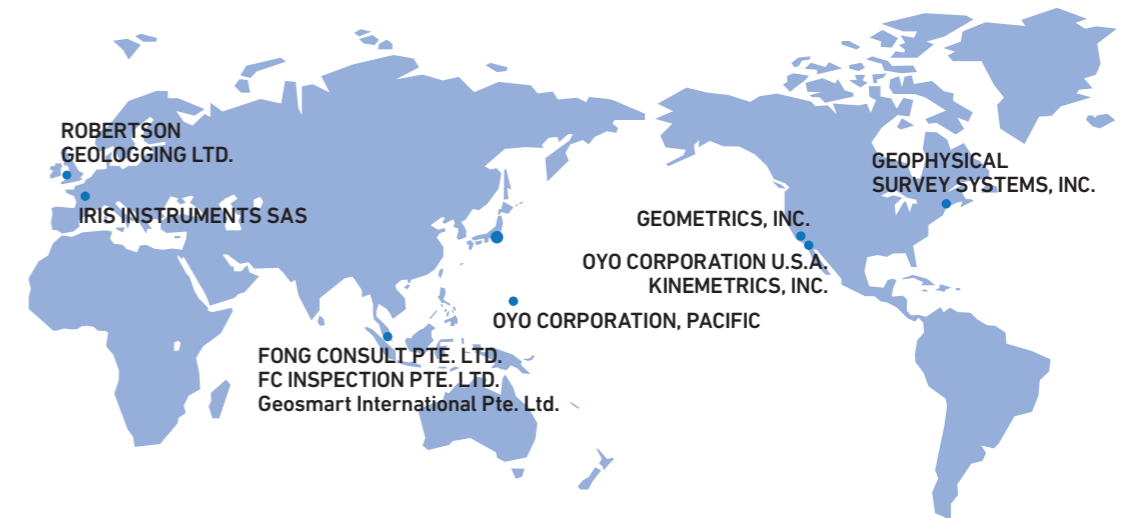 ROBERTSON
GEOLOGGING LTD.
IRIS INSTRUMENTS SAS
GEOPHYSICAL
SURVEY SYSTEMS, INC.
GEOMETRICS, INC.
OYO CORPORATION U.S.A.
KINEMETRICS, INC.
OYO CORPORATION, PACIFIC
FONG CONSULT PTE. LTD.
FC INSPECTION PTE. LTD.
Geosmart International Pte. Ltd.